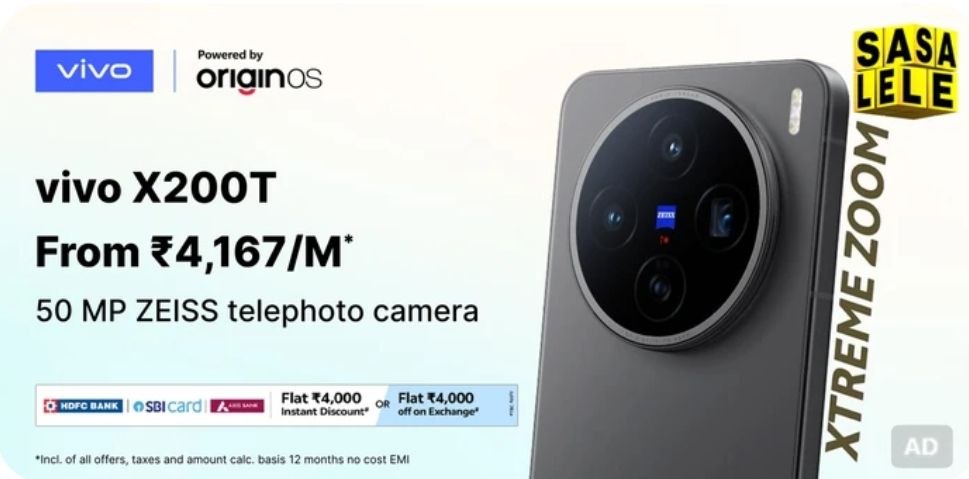 vivo
Powered by
originOS
SASA
LELE
vivo X200T
From ₹4,167/M*
50 MP ZEISS telephoto camera
ZEISS
XTREME ZOOM
HDFC BANK | SBI card | AXIS BANK
Flat ₹4,000
Instant Discount#
OR
Flat ₹4,000
off on Exchange#
*Incl. of all offers, taxes and amount calc. basis 12 months no cost EMI
AD